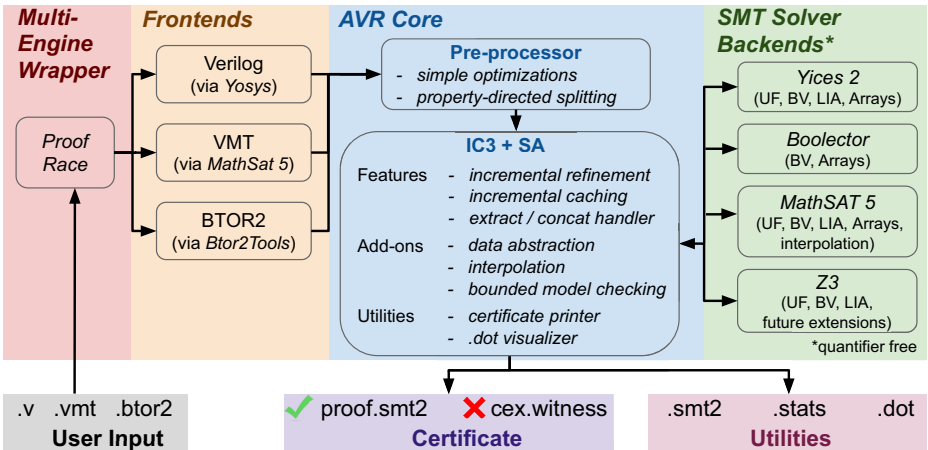 Multi-
Engine
Wrapper
Proof
Race
Frontends
Verilog
(via Yosys)
VMT
(via MathSat 5)
BTOR2
(via Btor2Tools)
AVR Core
Pre-processor
- simple optimizations
- property-directed splitting
IC3 + SA
Features - incremental refinement
- incremental caching
- extract / concat handler
Add-ons - data abstraction
- interpolation
- bounded model checking
Utilities - certificate printer
- .dot visualizer
SMT Solver
Backends*
Yices 2
(UF, BV, LIA, Arrays)
Boolector
(BV, Arrays)
MathSAT 5
(UF, BV, LIA, Arrays,
interpolation)
Z3
(UF, BV, LIA,
future extensions)
*quantifier free
.v .vmt .btor2
User Input
proof.smt2 cex.witness
Certificate
.smt2 .stats .dot
Utilities